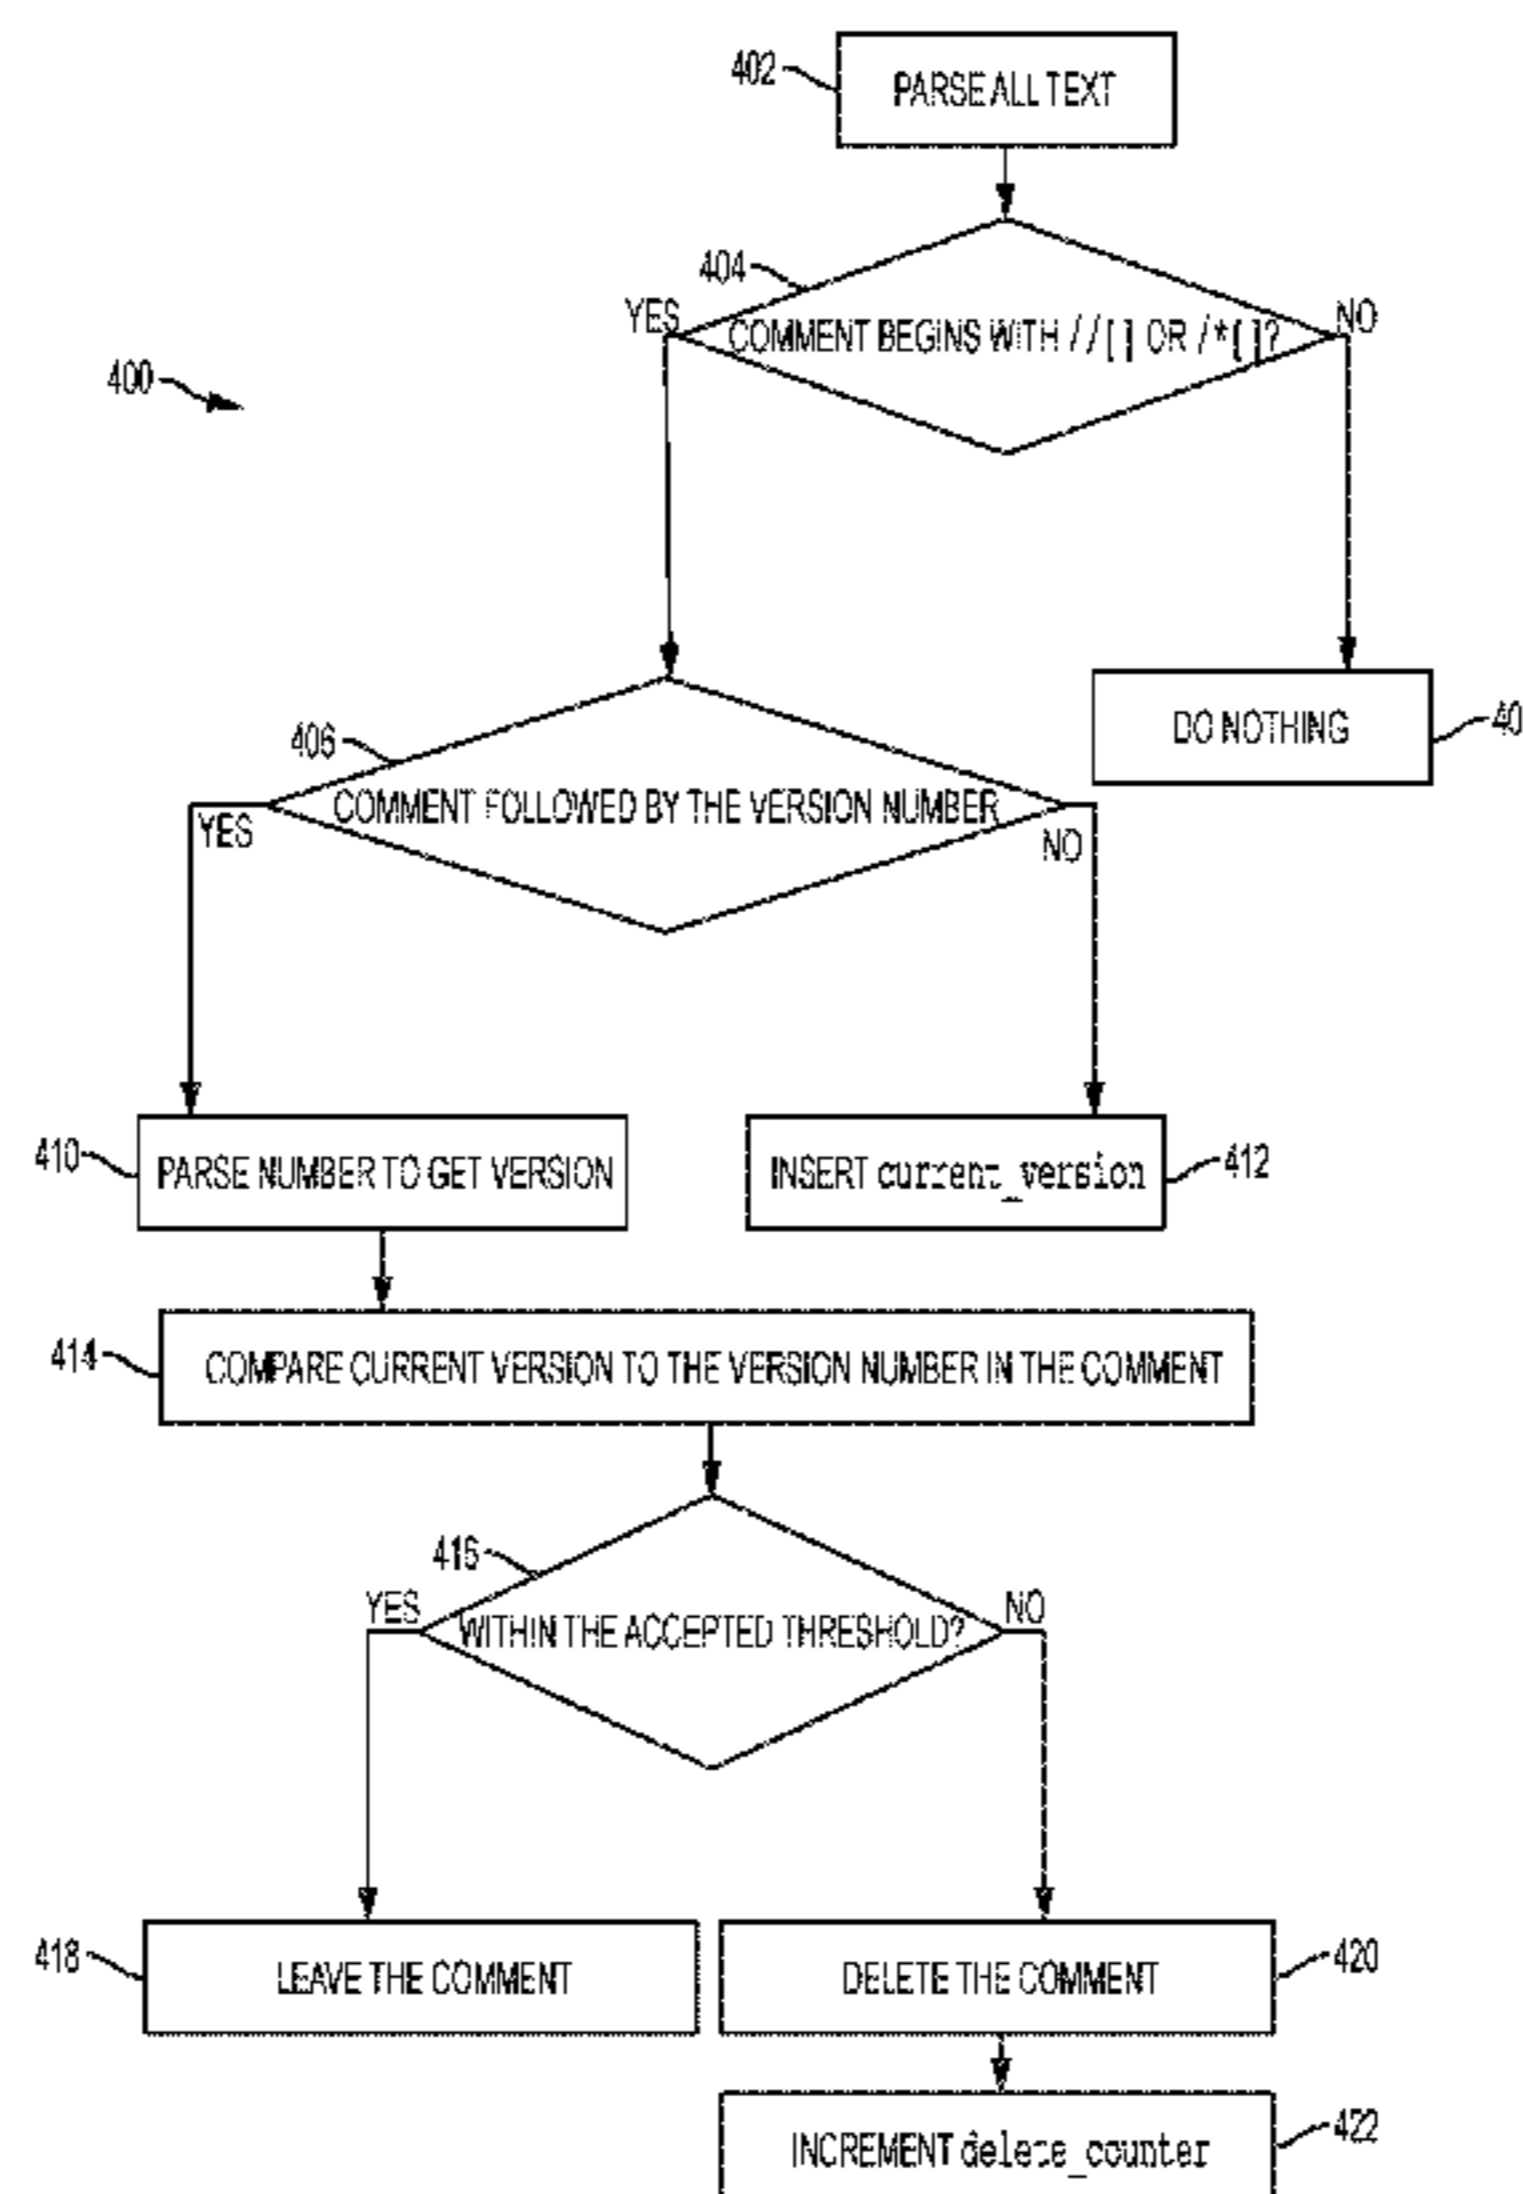 402
PARSE ALL TEXT
404
YES
COMMENT BEGINS WITH //[ ] OR /*[ ]?
NO
400
406
COMMENT FOLLOWED BY THE VERSION NUMBER
YES
NO
DO NOTHING
40
410
PARSE NUMBER TO GET VERSION
INSERT current_version
412
414
COMPARE CURRENT VERSION TO THE VERSION NUMBER IN THE COMMENT
416
YES
WITHIN THE ACCEPTED THRESHOLD?
NO
418
LEAVE THE COMMENT
DELETE THE COMMENT
420
INCREMENT delete_counter
422